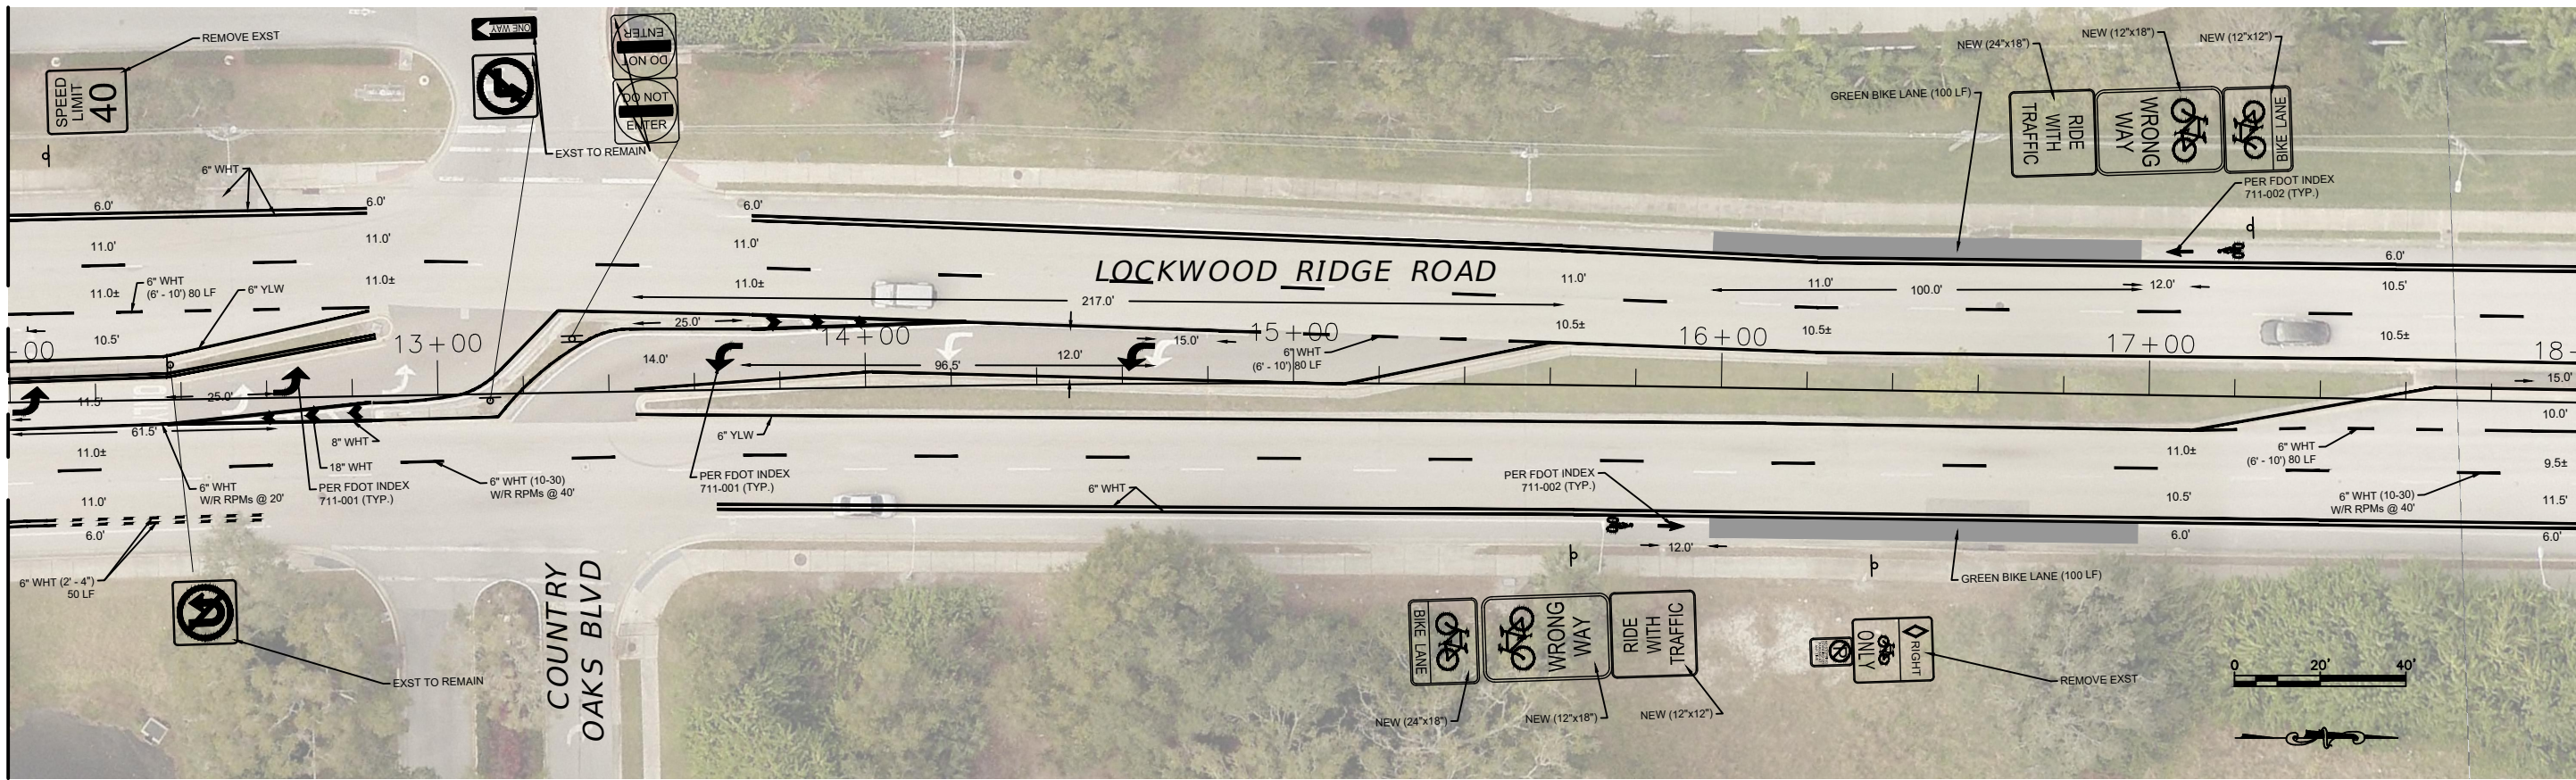 REMOVE EXST
SPEED
LIMIT
40
ONE WAY
DO NOT
ENTER
DO NOT
ENTER
EXST TO REMAIN
NEW (24"x18")
NEW (12"x18")
NEW (12"x12")
GREEN BIKE LANE (100 LF)
RIDE
WITH
TRAFFIC
WRONG
WAY
BIKE LANE
PER FDOT INDEX
711-002 (TYP.)
6" WHT
6.0'
6.0'
6.0'
6.0'
11.0'
11.0'
11.0'
11.0±
11.0±
11.0±
6" WHT
(6' - 10') 80 LF
6" YLW
LOCKWOOD RIDGE ROAD
11.0'
11.0'
100.0'
12.0'
10.5'
217.0'
25.0'
10.5'
-00
13+00
14+00
15+00
16+00
17+00
18-
15.0'
10.5±
10.5±
10.5±
6" WHT
(6' - 10') 80 LF
14.0'
12.0'
96.5'
11.5'
25.0'
61.5'
15.0'
10.0'
8" WHT
18" WHT
6" YLW
11.0±
11.0±
6" WHT
(6' - 10') 80 LF
9.5±
6" WHT
W/R RPMs @ 20'
PER FDOT INDEX
711-001 (TYP.)
6" WHT (10-30)
W/R RPMs @ 40'
PER FDOT INDEX
711-001 (TYP.)
6" WHT
PER FDOT INDEX
711-002 (TYP.)
11.0'
10.5'
6" WHT (10-30)
W/R RPMs @ 40'
11.5'
6.0'
12.0'
6.0'
6.0'
6" WHT (2' - 4")
50 LF
GREEN BIKE LANE (100 LF)
COUNTRY
OAKS BLVD
EXST TO REMAIN
BIKE LANE
WRONG
WAY
RIDE
WITH
TRAFFIC
NEW (24"x18")
NEW (12"x18")
NEW (12"x12")
RIGHT
ONLY
REMOVE EXST
0
20'
40'